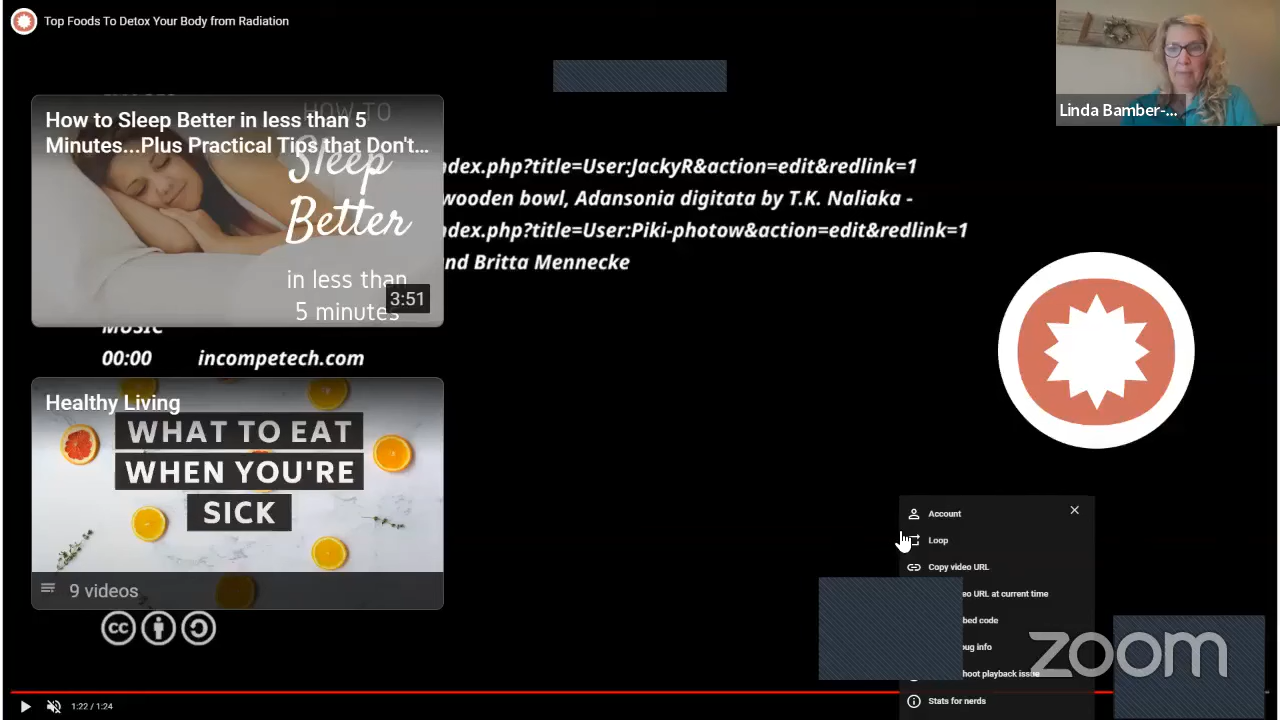 Top Foods To Detox Your Body from Radiation
Linda Bamber-...
HOW TO
How to Sleep Better in less than 5
Minutes...Plus Practical Tips that Don't...
Sleep
Better
in less than
5 minutes
3:51
ndex.php?title=User:JackyR&action=edit&redlink=1
wooden bowl, Adansonia digitata by T.K. Naliaka -
ndex.php?title=User:Piki-photow&action=edit&redlink=1
nd Britta Mennecke
MUSIC
00:00 incompetech.com
Healthy Living
WHAT TO EAT
WHEN YOU'RE
SICK
9 videos
cc
Account
Loop
Copy video URL
eo URL at current time
bed code
ug info
hoot playback issue
Stats for nerds
zoom
1:22 / 1:24